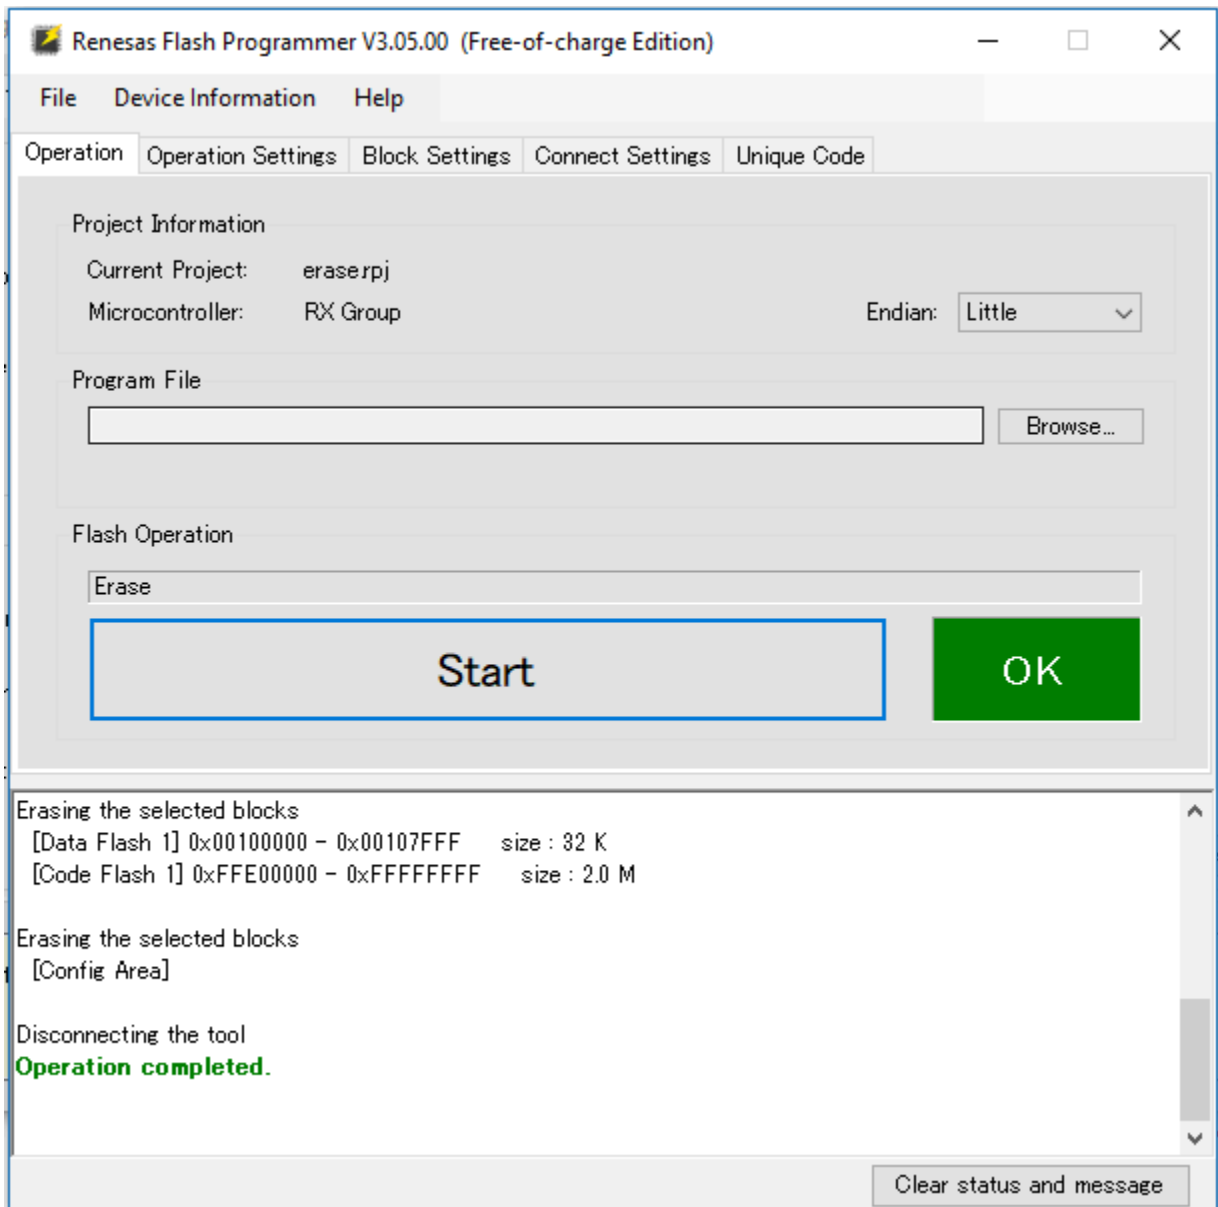 Renesas Flash Programmer V3.05.00 (Free-of-charge Edition)
File Device Information Help
Operation Operation Settings Block Settings Connect Settings Unique Code
Project Information
Current Project: erase.rpj
Microcontroller: RX Group Endian: Little
Program File
Browse...
Flash Operation
Erase
Start OK
Erasing the selected blocks
[Data Flash 1] 0x00100000 - 0x00107FFF size : 32 K
[Code Flash 1] 0xFFE00000 - 0xFFFFFFFF size : 2.0 M
Erasing the selected blocks
[Config Area]
Disconnecting the tool
Operation completed.
Clear status and message